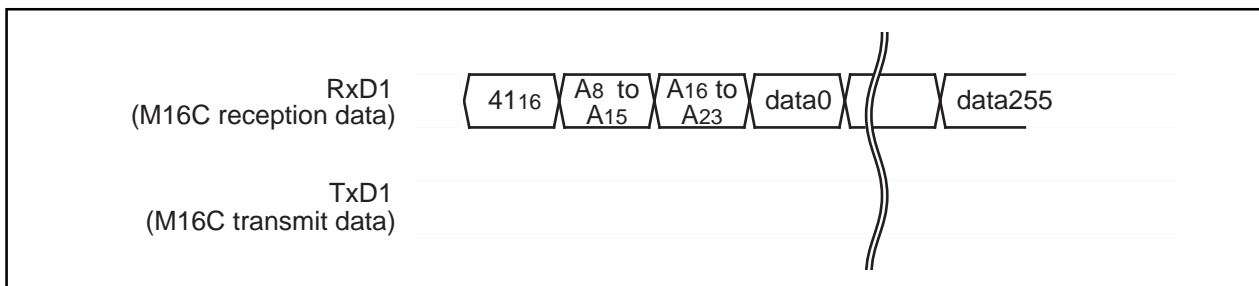 RxD1
(M16C reception data)
4116
A8 to
A15
A16 to
A23
data0
data255
TxD1
(M16C transmit data)